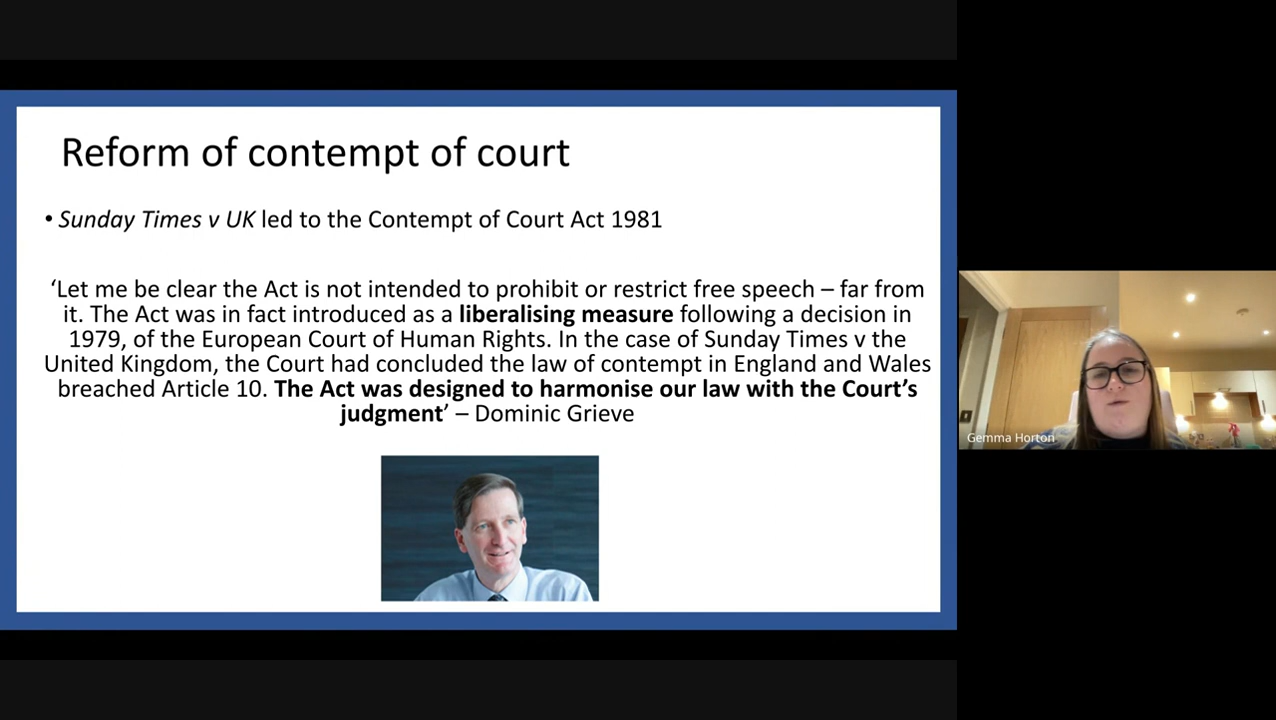 Reform of contempt of court
• Sunday Times v UK led to the Contempt of Court Act 1981
‘Let me be clear the Act is not intended to prohibit or restrict free speech – far from
it. The Act was in fact introduced as a liberalising measure following a decision in
1979, of the European Court of Human Rights. In the case of Sunday Times v the
United Kingdom, the Court had concluded the law of contempt in England and Wales
breached Article 10. The Act was designed to harmonise our law with the Court’s
judgment’ – Dominic Grieve
Gemma Horton